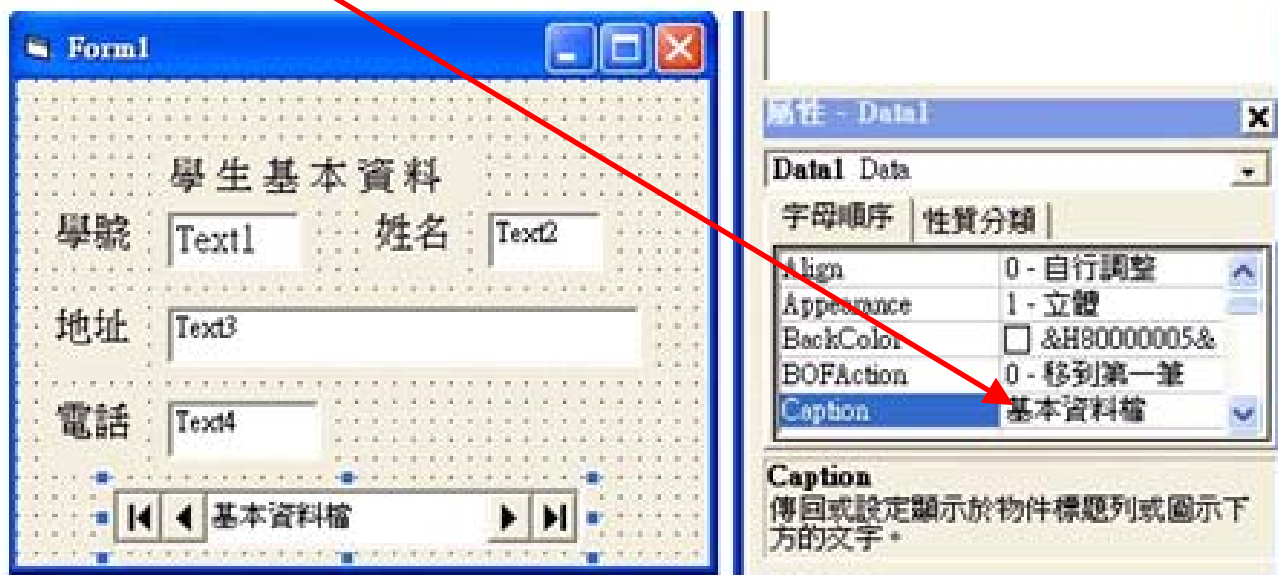 Form1
學生基本資料
學號 Text1 姓名 Text2
地址 Text3
電話 Text4
基本資料檔
屬性 - Data1
Data1 Data
字母順序 性質分類
Align 0 - 自行調整
Appearance 1 - 立體
BackColor &H80000005&
BOFAction 0 - 移到第一筆
Caption 基本資料檔
Caption
傳回或設定顯示於物件標題列或圖示下
方的文字。